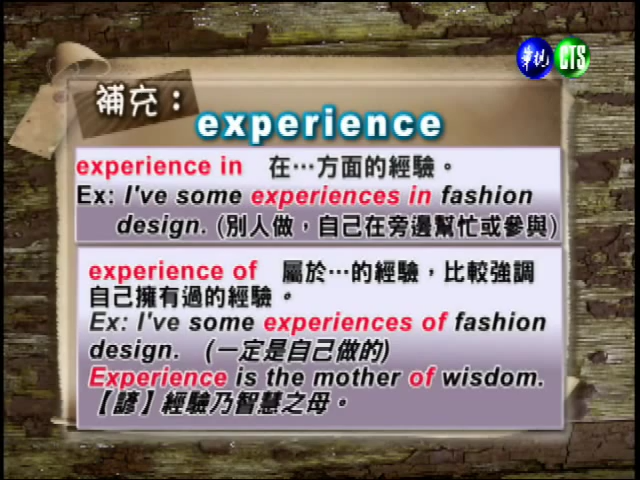 華視 CTS
補充：
experience
experience in 在…方面的經驗。
Ex: I've some experiences in fashion
design. (別人做，自己在旁邊幫忙或參與)
experience of 屬於…的經驗，比較強調
自己擁有過的經驗。
Ex: I've some experiences of fashion
design. (一定是自己做的)
Experience is the mother of wisdom.
【諺】經驗乃智慧之母。